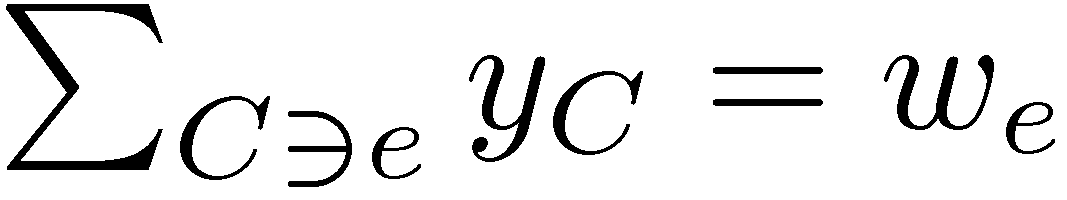 ∑_{C∋e} y_C = w_e